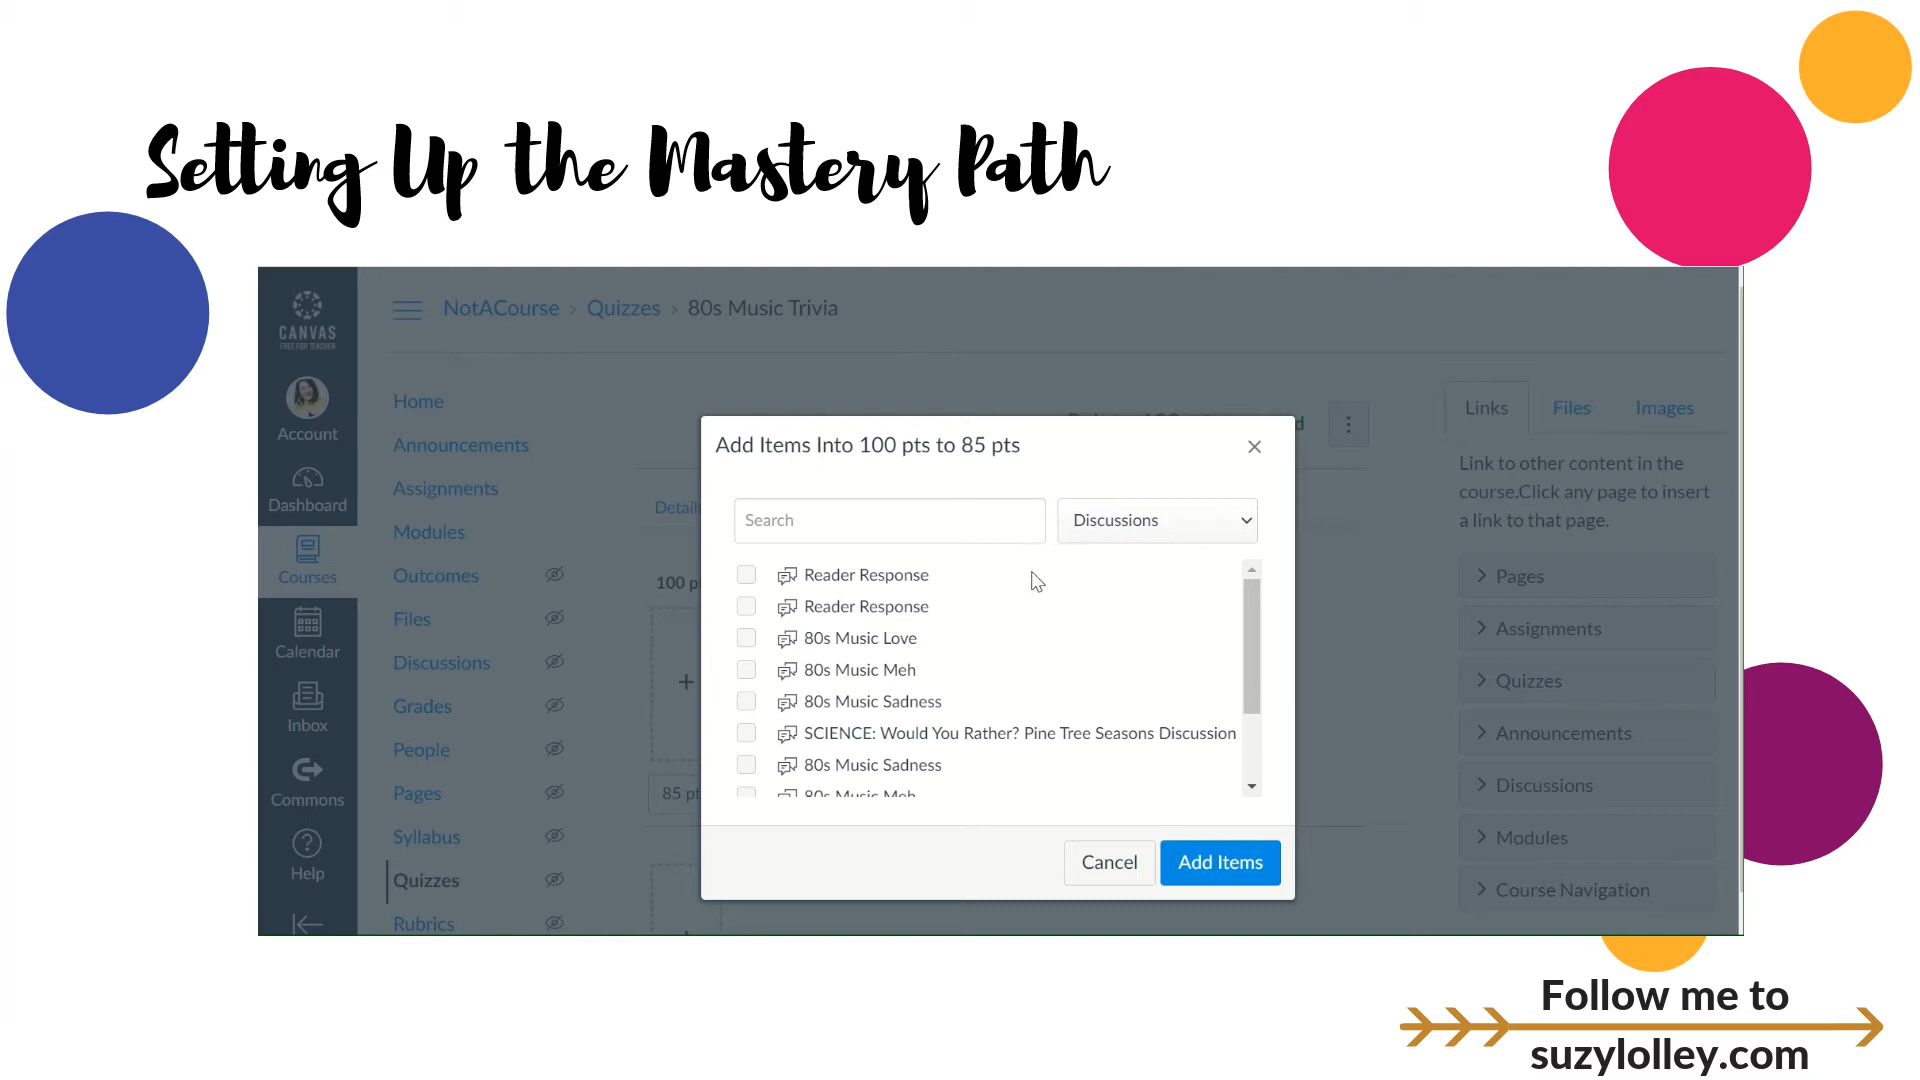 Setting Up the Mastery Path
CANVAS
FREE FOR TEACHER
Account
Dashboard
Courses
Calendar
Inbox
Commons
Help
NotACourse > Quizzes > 80s Music Trivia
Home
Announcements
Assignments
Modules
Outcomes
Files
Discussions
Grades
People
Pages
Syllabus
Quizzes
Rubrics
Detail
100 p
+
85 pt
Add Items Into 100 pts to 85 pts
Search
Discussions
Reader Response
Reader Response
80s Music Love
80s Music Meh
80s Music Sadness
SCIENCE: Would You Rather? Pine Tree Seasons Discussion
80s Music Sadness
80s Music Meh
Cancel
Add Items
Links Files Images
Link to other content in the
course.Click any page to insert
a link to that page.
Pages
Assignments
Quizzes
Announcements
Discussions
Modules
Course Navigation
Follow me to
suzylolley.com